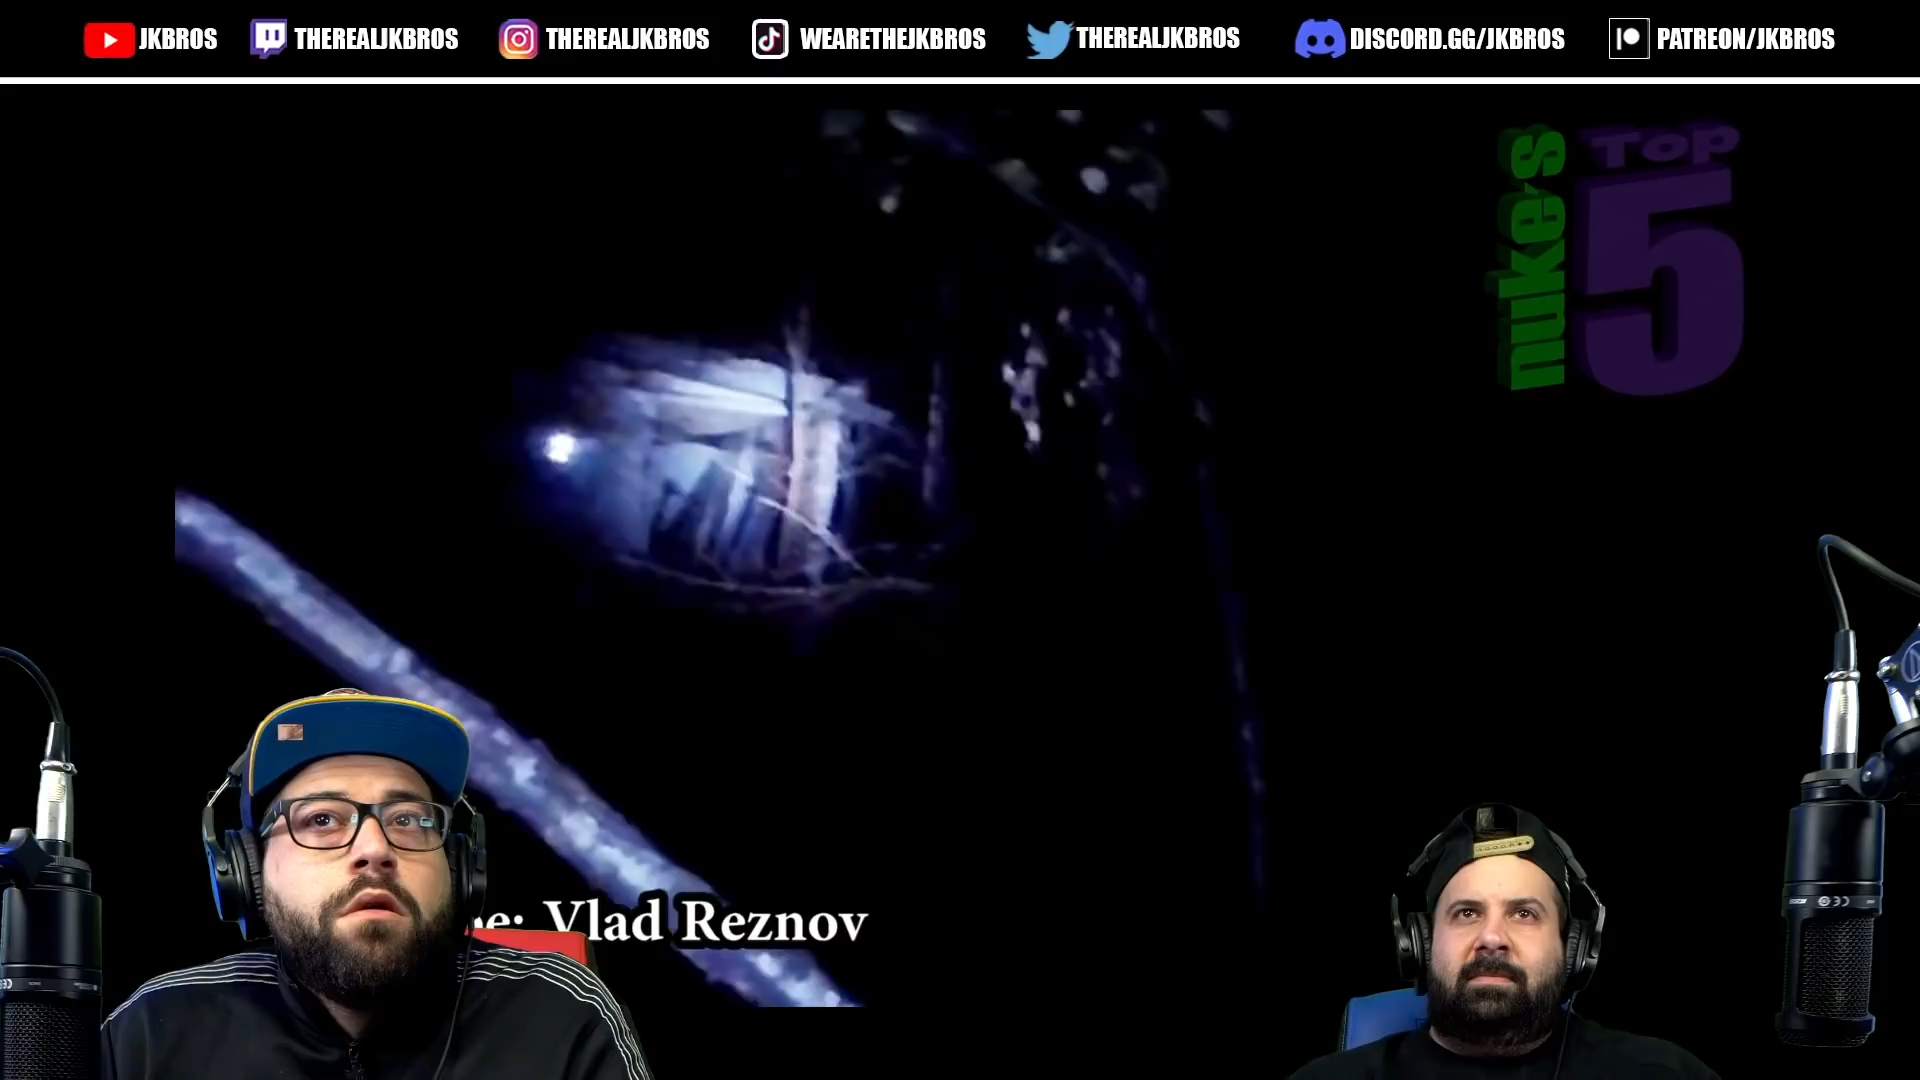 JKBROS
THEREALJKBROS
THEREALJKBROS
WEARETHEJKBROS
THEREALJKBROS
DISCORD.GG/JKBROS
PATREON/JKBROS
nuke's
Top
5
Vlad Reznov